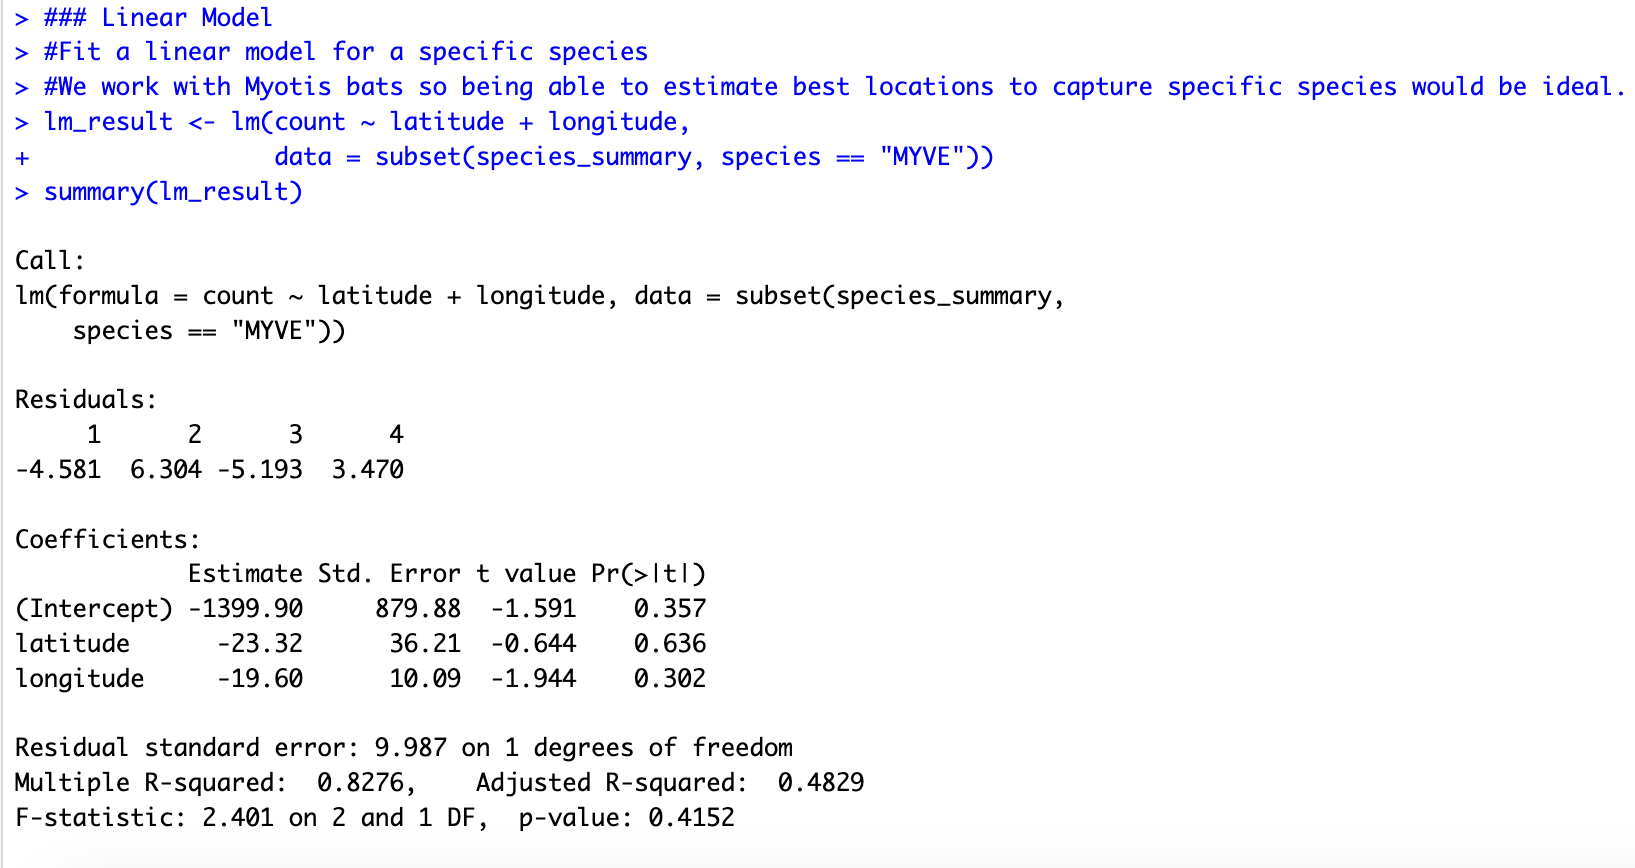 > ### Linear Model
> #Fit a linear model for a specific species
> #We work with Myotis bats so being able to estimate best locations to capture specific species would be ideal.
> lm_result <- lm(count ~ latitude + longitude,
+                 data = subset(species_summary, species == "MYVE"))
> summary(lm_result)

Call:
lm(formula = count ~ latitude + longitude, data = subset(species_summary,
    species == "MYVE"))

Residuals:
     1      2      3      4
-4.581  6.304 -5.193  3.470

Coefficients:
            Estimate Std. Error t value Pr(>|t|)
(Intercept) -1399.90     879.88  -1.591    0.357
latitude      -23.32      36.21  -0.644    0.636
longitude     -19.60      10.09  -1.944    0.302

Residual standard error: 9.987 on 1 degrees of freedom
Multiple R-squared:  0.8276,    Adjusted R-squared:  0.4829
F-statistic: 2.401 on 2 and 1 DF,  p-value: 0.4152